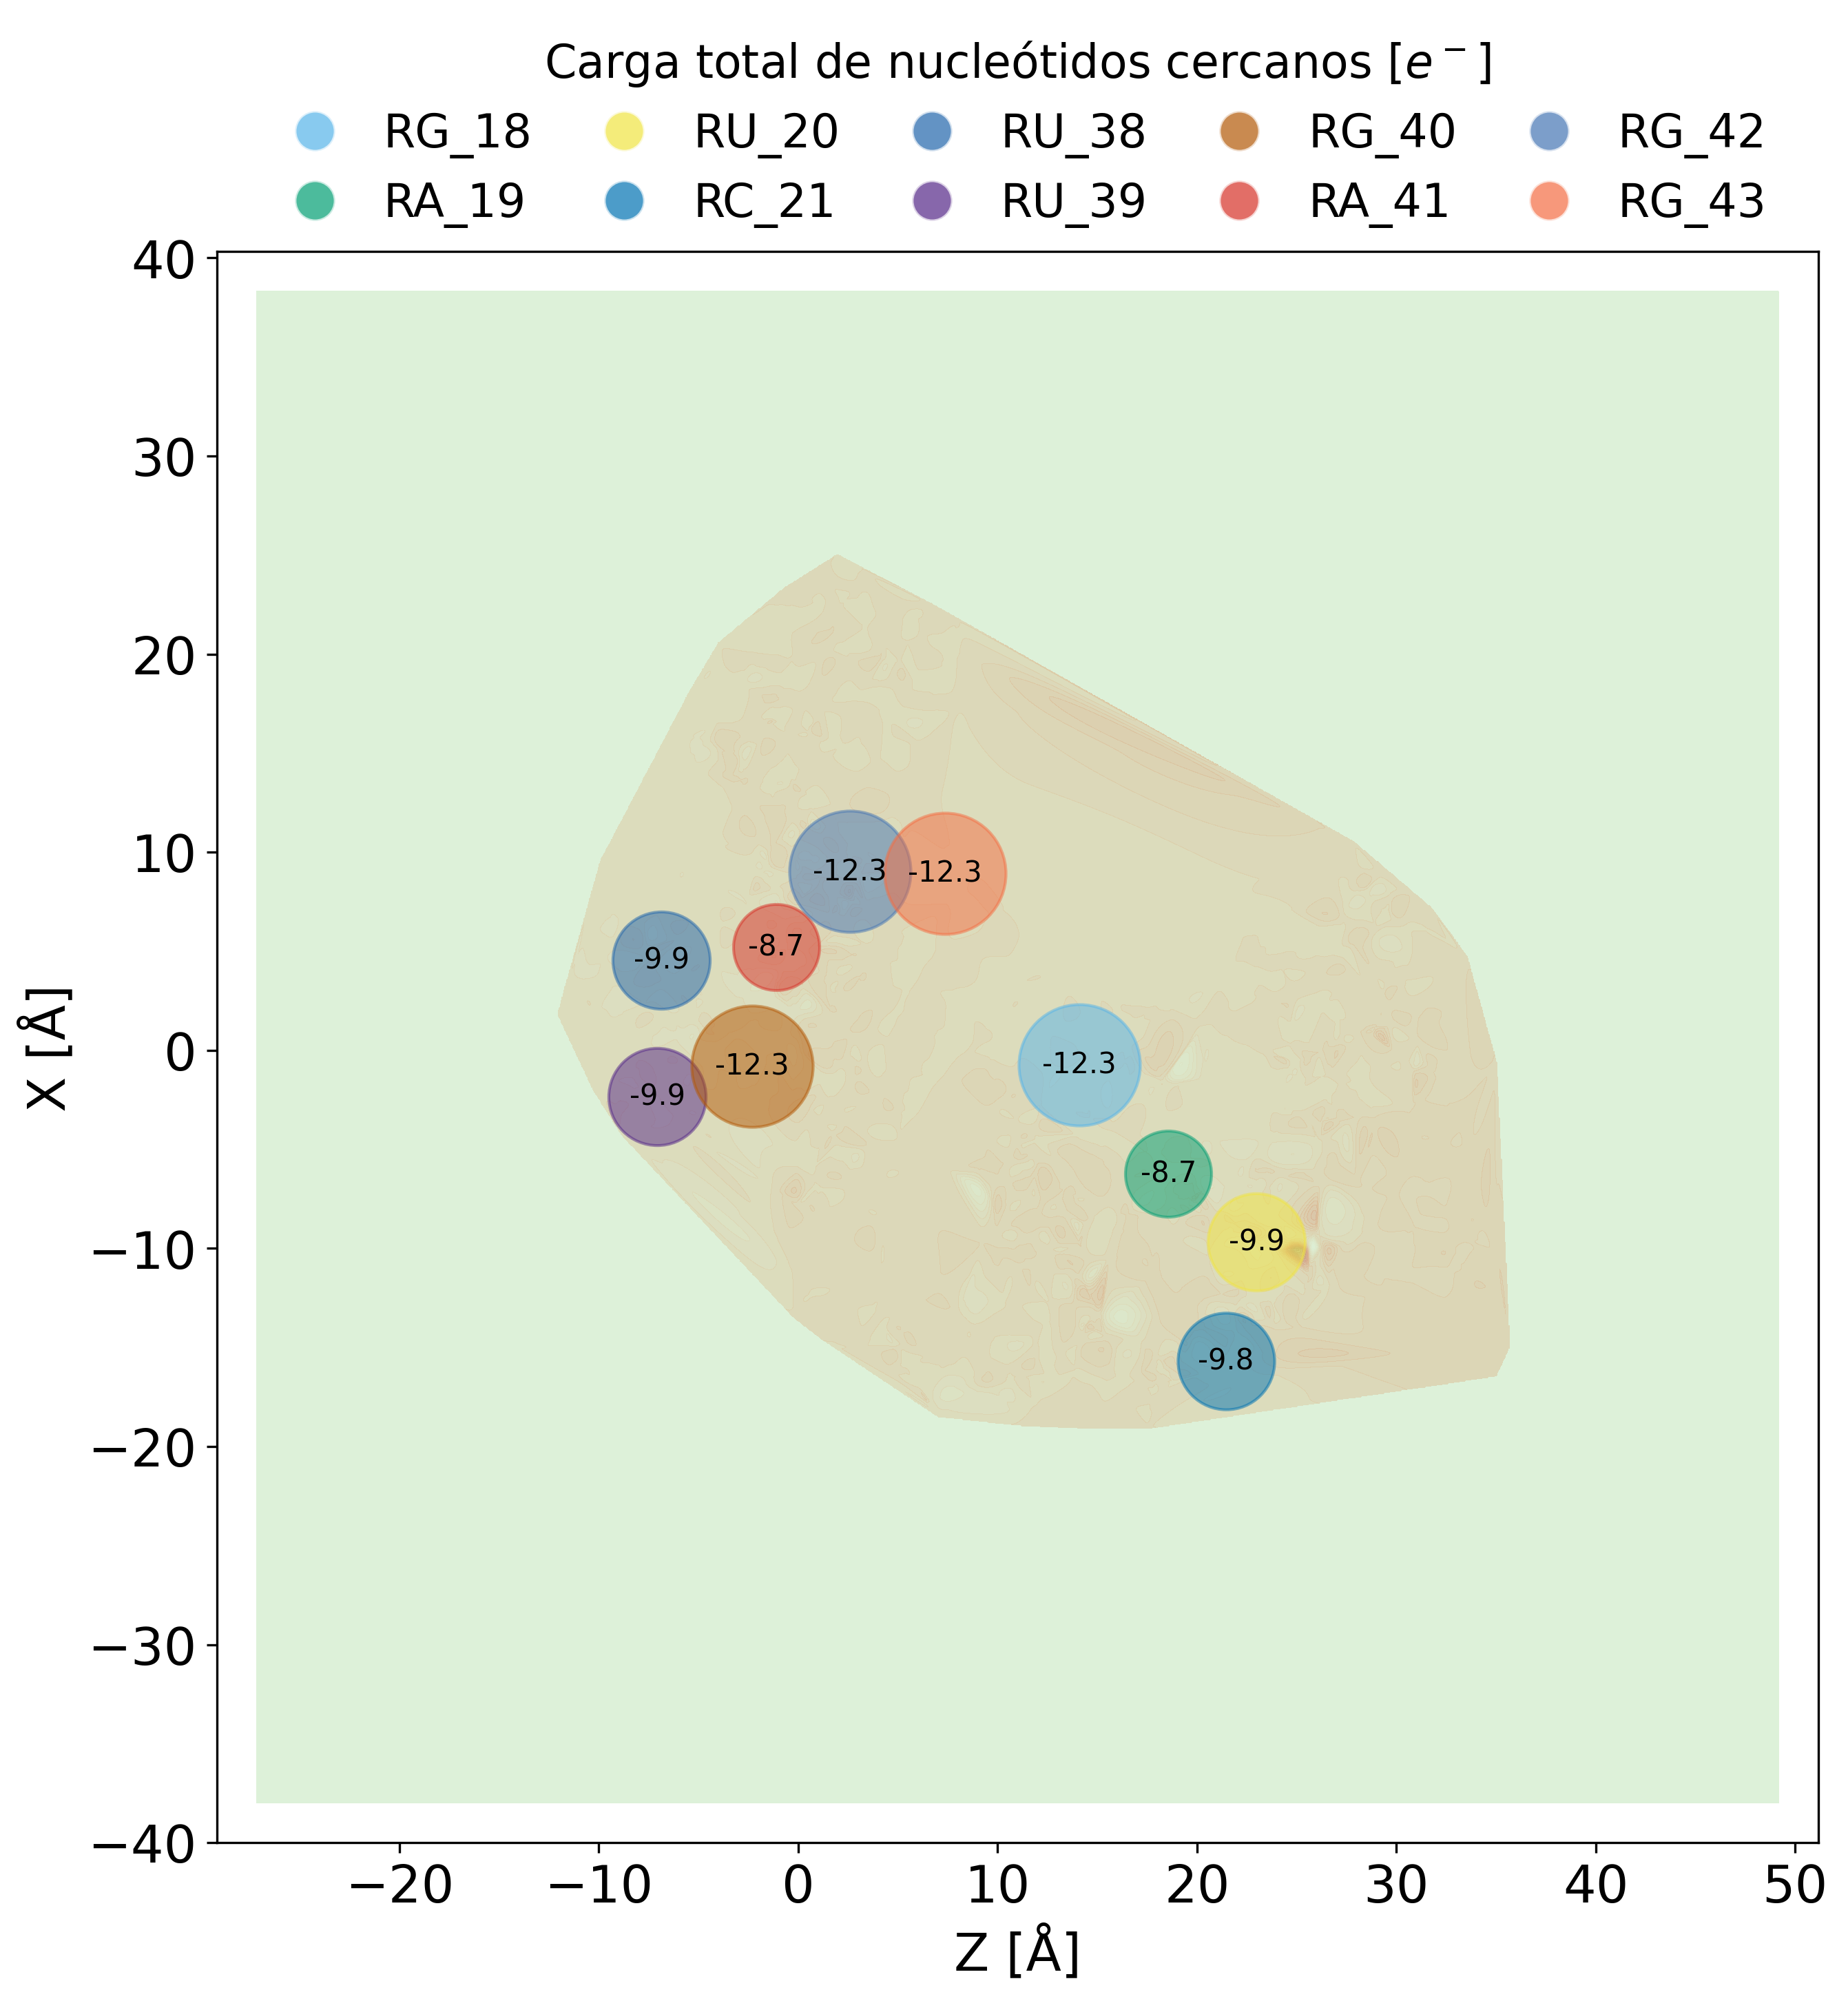 Carga total de nucleótidos cercanos [e⁻]
RG_18 RU_20 RU_38 RG_40 RG_42
RA_19 RC_21 RU_39 RA_41 RG_43
40
30
20
10
0
−10
−20
−30
−40
X [Å]
-12.3 -12.3
-8.7
-9.9
-12.3 -12.3
-9.9
-8.7
-9.9
-9.8
−20 −10 0 10 20 30 40 50
Z [Å]